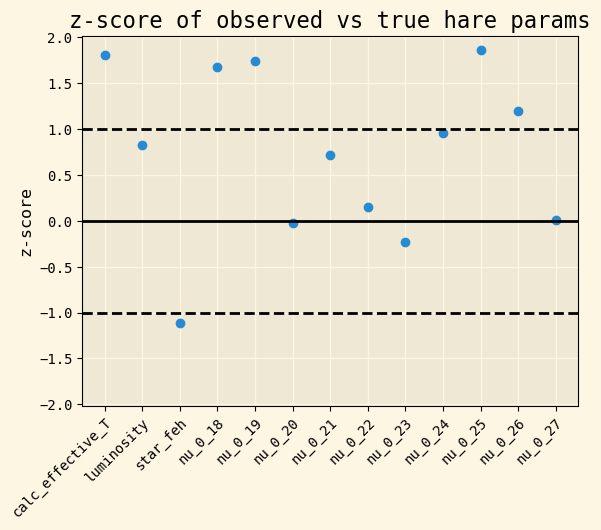 z-score of observed vs true hare params
z-score
2.0
1.5
1.0
0.5
0.0
−0.5
−1.0
−1.5
−2.0
calc_effective_T
luminosity
star_feh
nu_0_18
nu_0_19
nu_0_20
nu_0_21
nu_0_22
nu_0_23
nu_0_24
nu_0_25
nu_0_26
nu_0_27